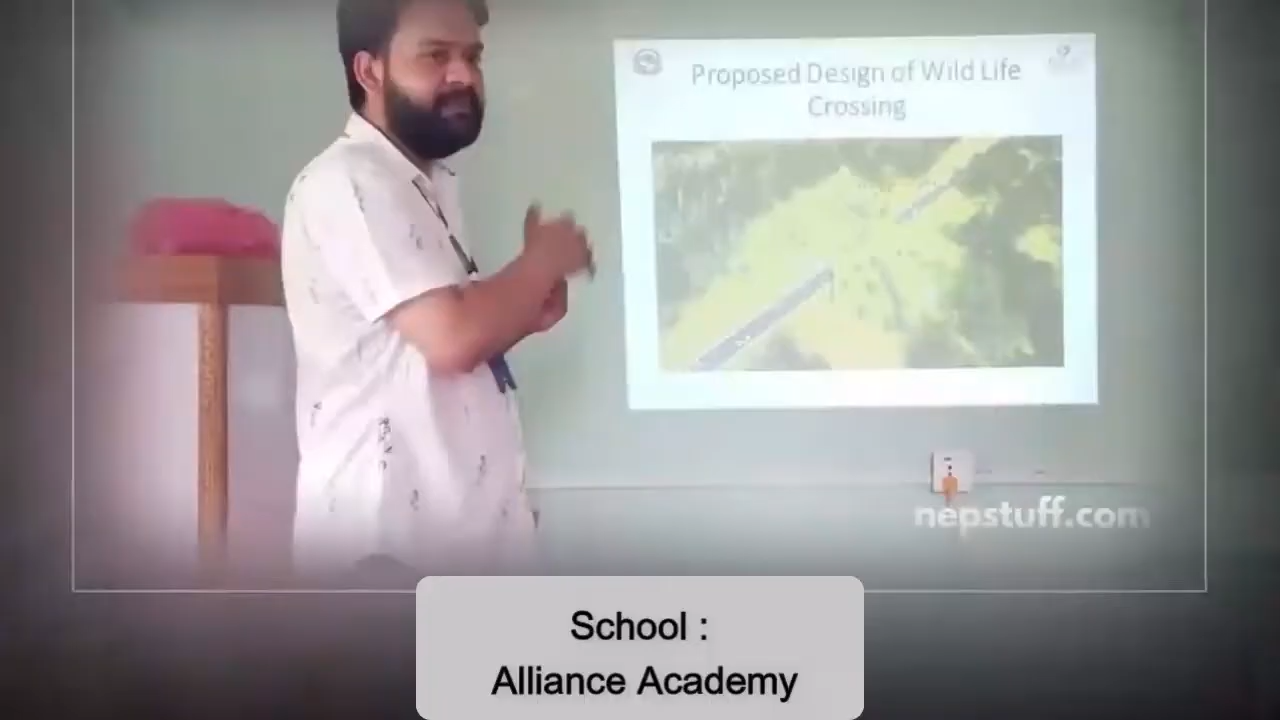 Proposed Design of Wild Life
Crossing
nepstuff.com
School :
Alliance Academy